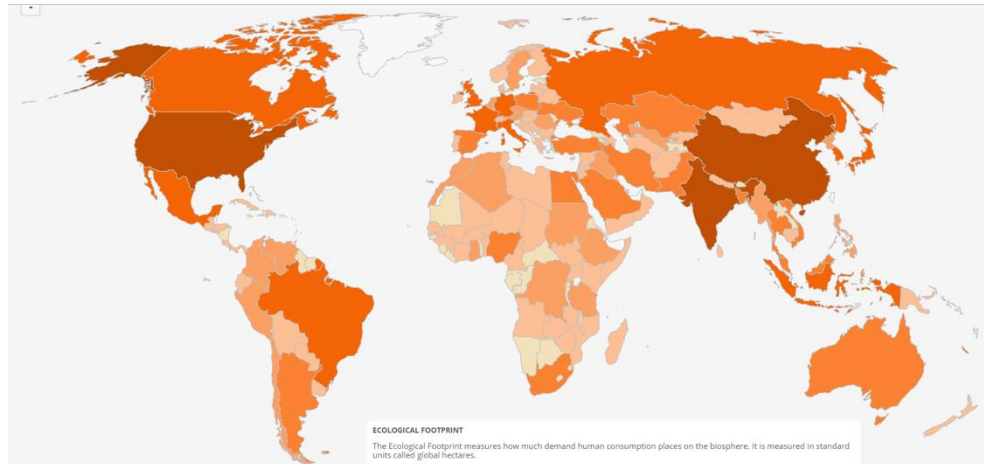 ECOLOGICAL FOOTPRINT
The Ecological Footprint measures how much demand human consumption places on the biosphere. It is measured in standard
units called global hectares.